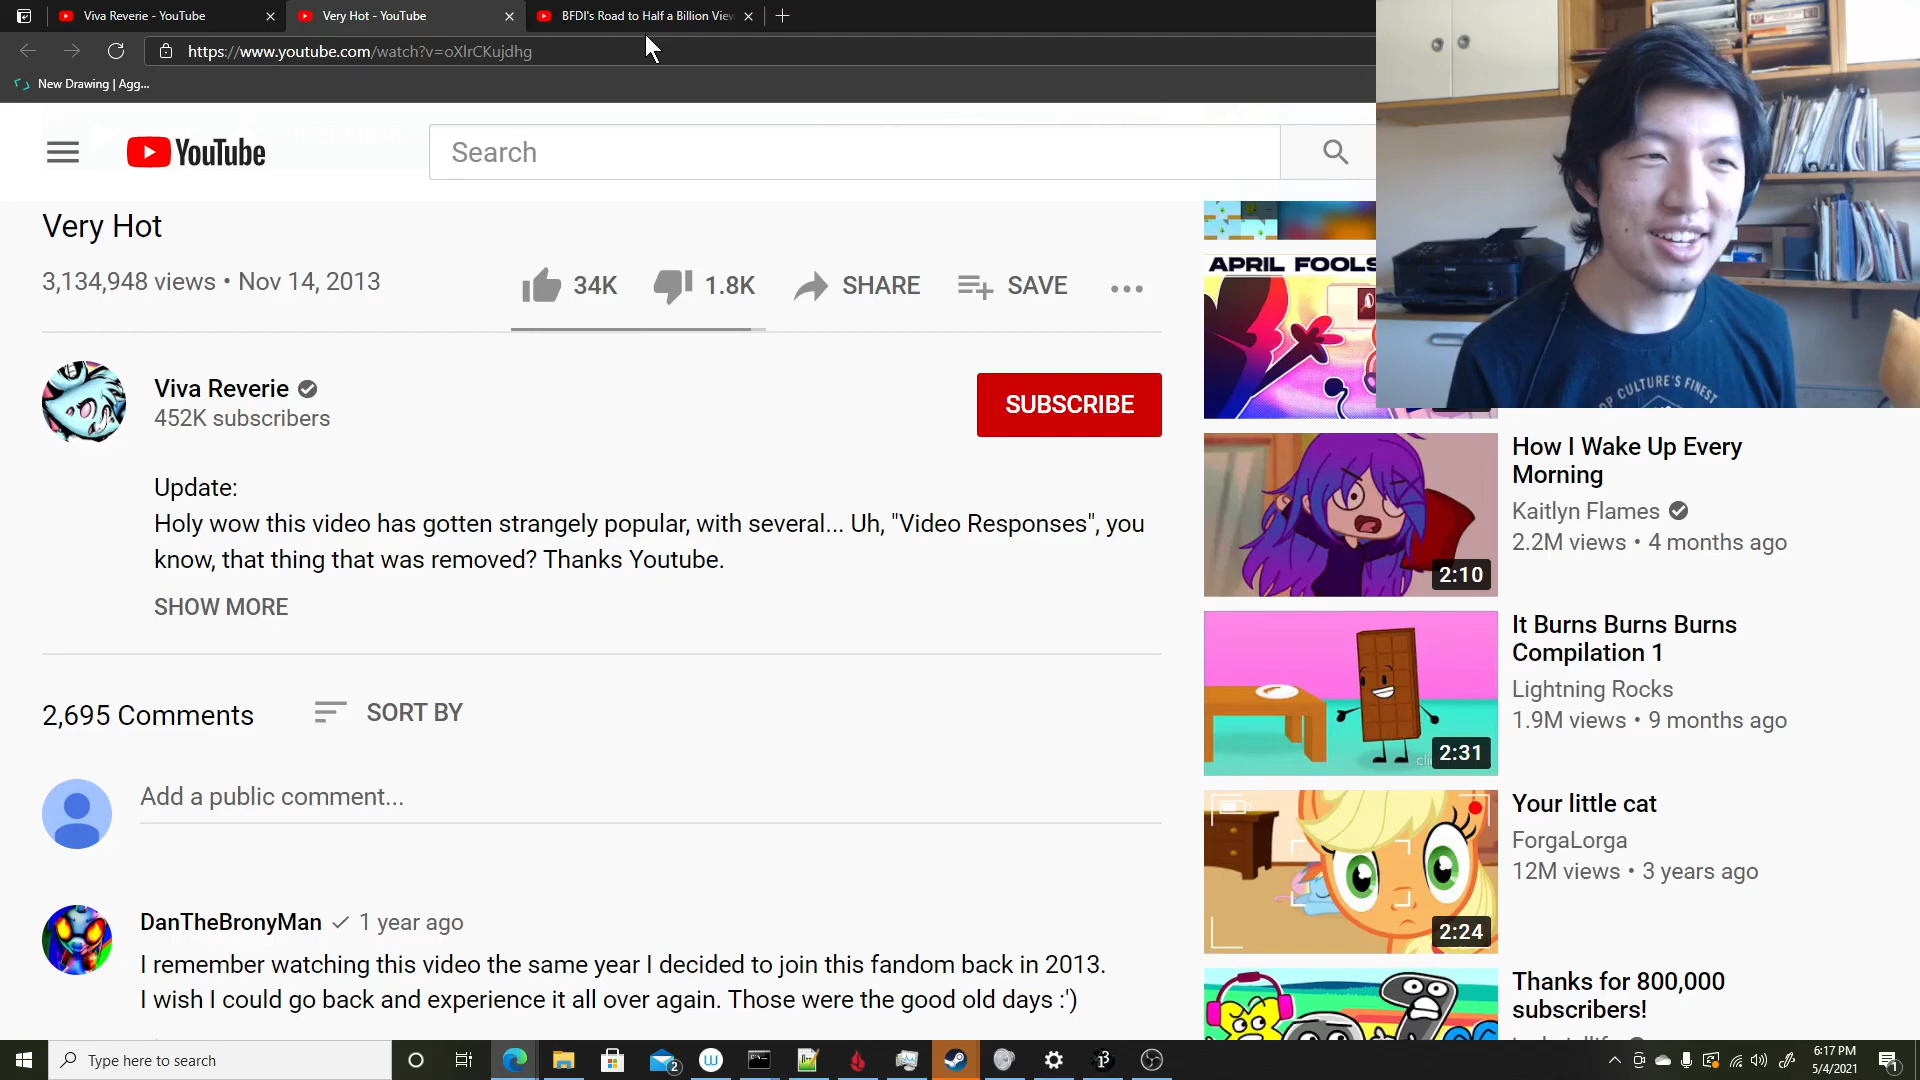 Viva Reverie - YouTube
Very Hot - YouTube
BFDI's Road to Half a Billion View
https://www.youtube.com/watch?v=oXlrCKujdhg
New Drawing | Agg...
YouTube
Search
Very Hot
3,134,948 views • Nov 14, 2013
34K
1.8K
SHARE
SAVE
Viva Reverie
452K subscribers
SUBSCRIBE
Update:
Holy wow this video has gotten strangely popular, with several... Uh, "Video Responses", you
know, that thing that was removed? Thanks Youtube.
SHOW MORE
2,695 Comments
SORT BY
Add a public comment...
DanTheBronyMan
1 year ago
I remember watching this video the same year I decided to join this fandom back in 2013.
I wish I could go back and experience it all over again. Those were the good old days :')
APRIL FOOLS
CULTURE'S FINEST
How I Wake Up Every
Morning
Kaitlyn Flames
2.2M views • 4 months ago
2:10
It Burns Burns Burns
Compilation 1
Lightning Rocks
1.9M views • 9 months ago
2:31
Your little cat
ForgaLorga
12M views • 3 years ago
2:24
Thanks for 800,000
subscribers!
Type here to search
2
6:17 PM
5/4/2021
1